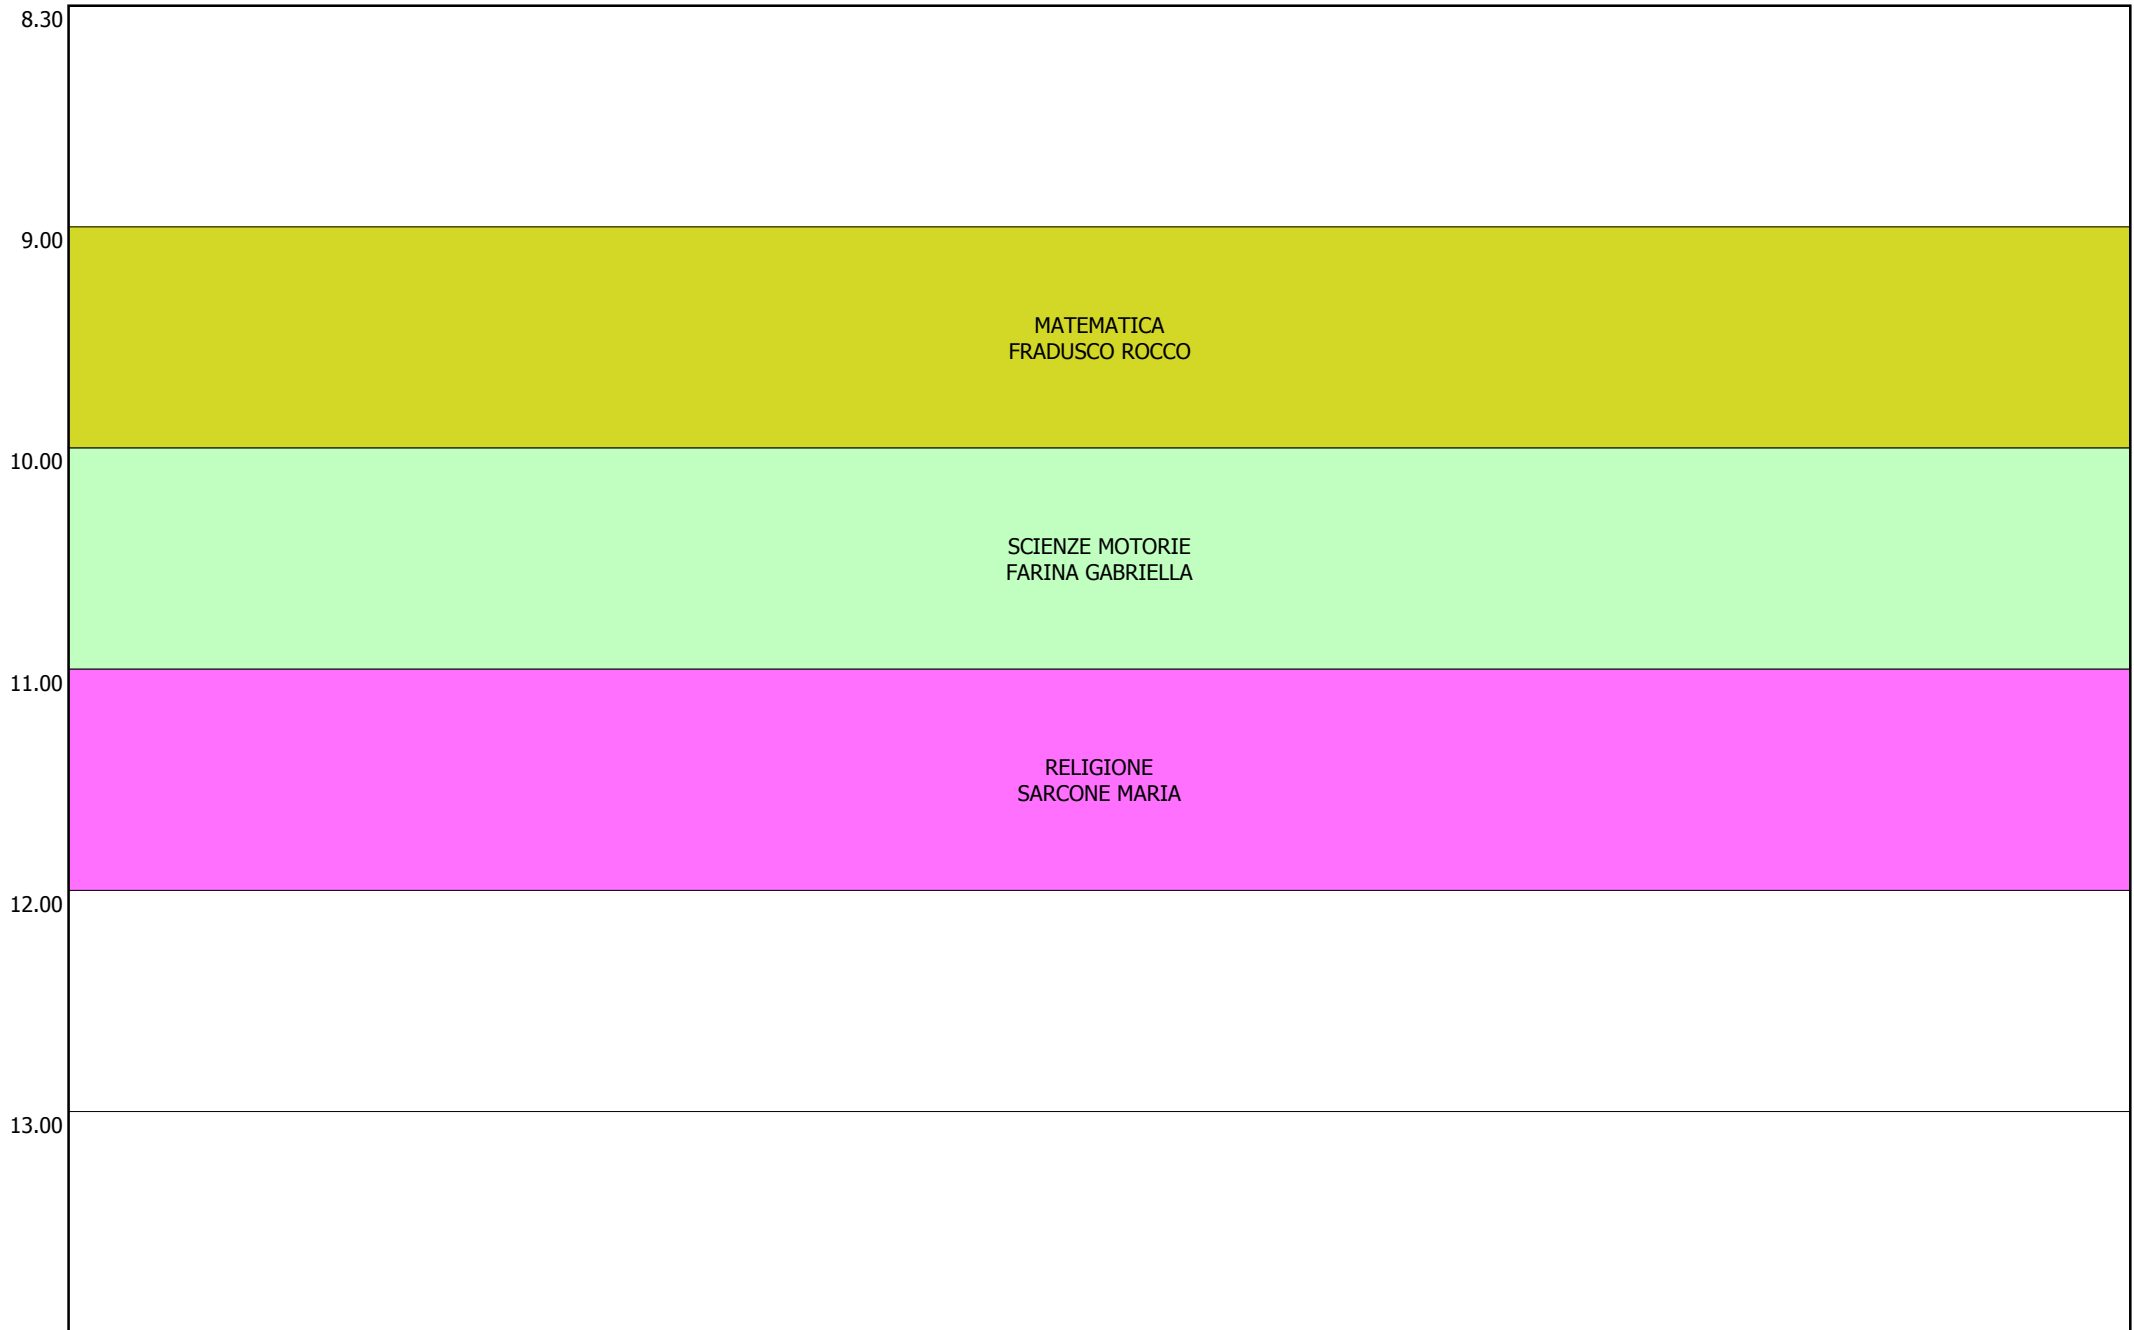 8.30
9.00
MATEMATICA
FRADUSCO ROCCO
10.00
SCIENZE MOTORIE
FARINA GABRIELLA
11.00
RELIGIONE
SARCONE MARIA
12.00
13.00